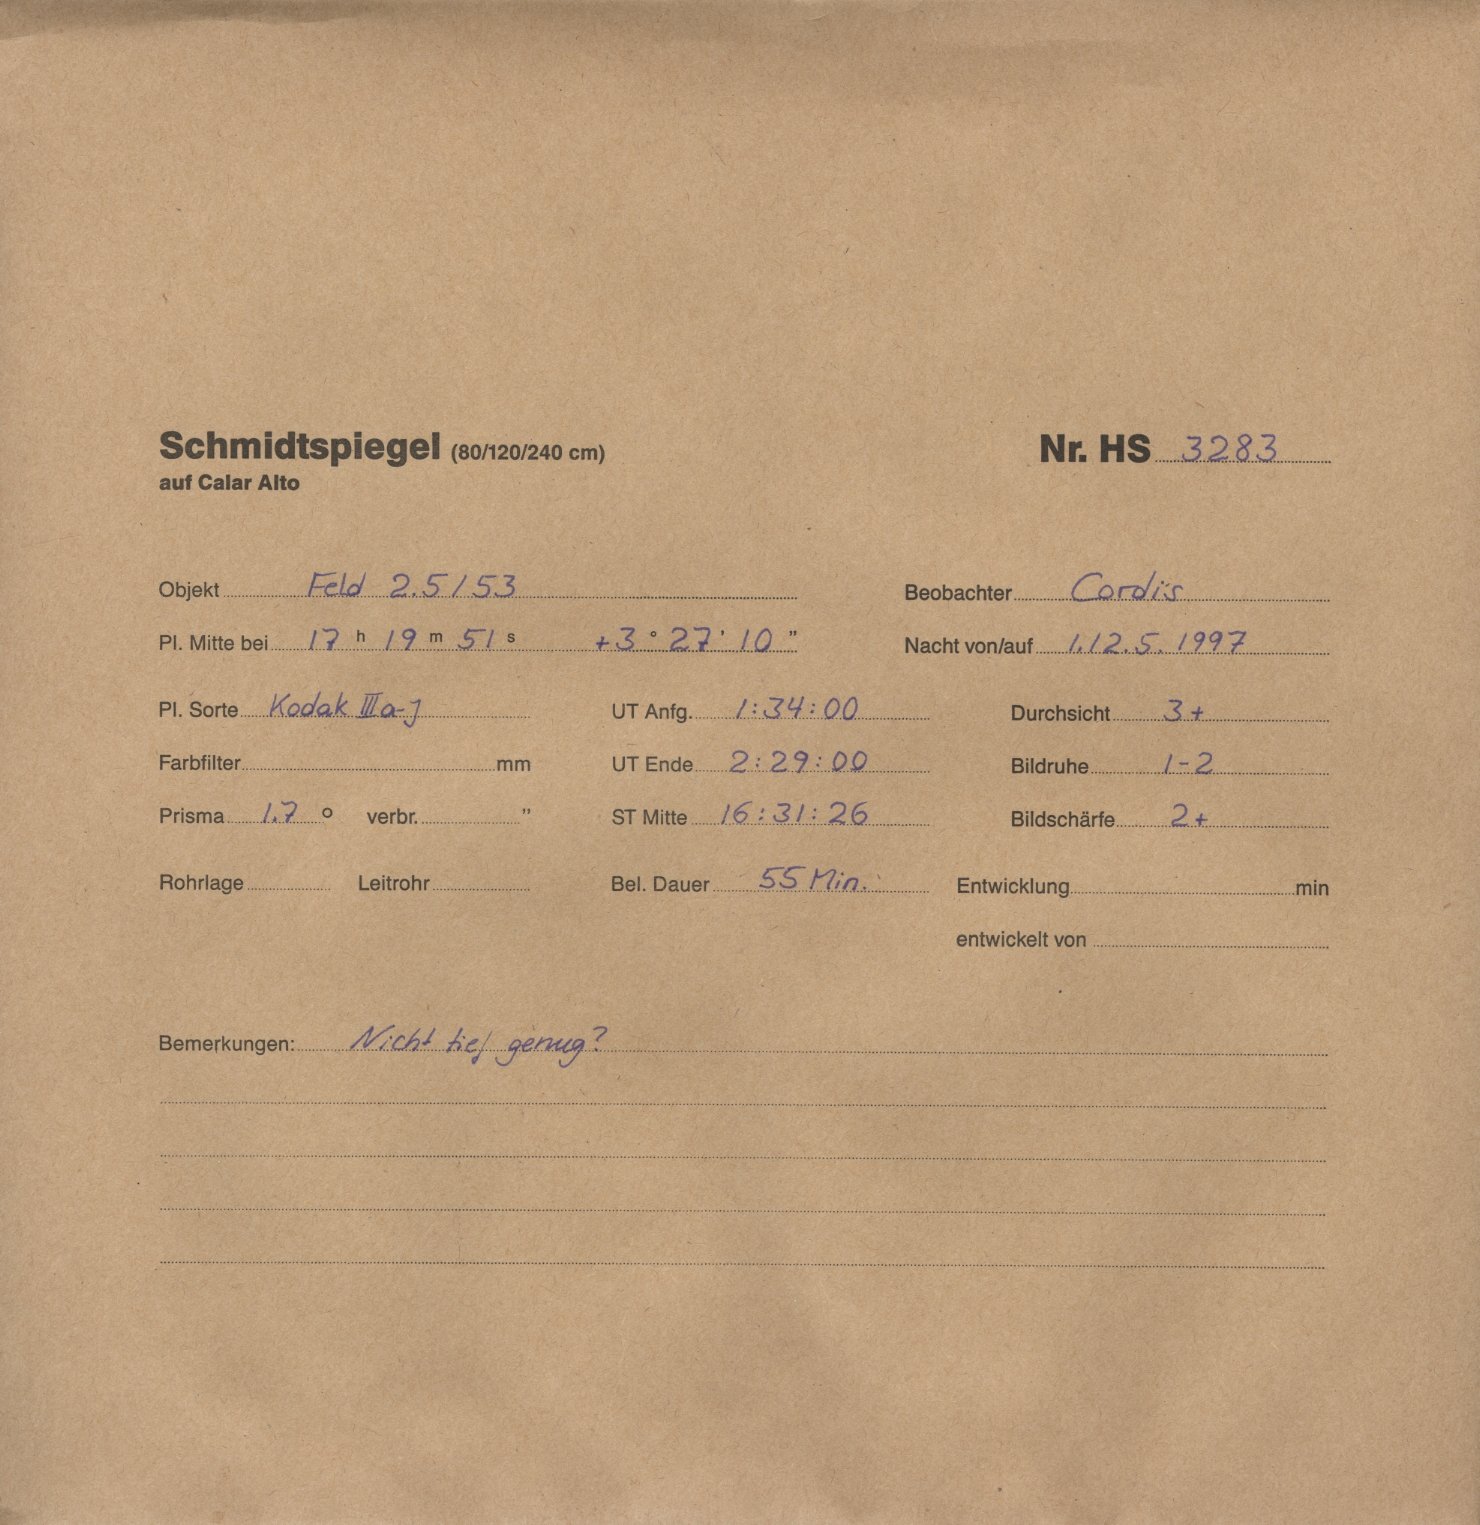 Schmidtspiegel (80/120/240 cm) Nr. HS 3283
auf Calar Alto
Objekt Feld 2.5/53 Beobachter Cordis
Pl. Mitte bei 17 h 19 m 51 s +3 ° 27 ' 10 " Nacht von/auf 1./2.5.1997
Pl. Sorte Kodak IIIa-J UT Anfg. 1:34:00 Durchsicht 3+
Farbfilter mm UT Ende 2:29:00 Bildruhe 1-2
Prisma 1.7 ° verbr. " ST Mitte 16:31:26 Bildschärfe 2+
Rohrlage Leitrohr Bel. Dauer 55 Min. Entwicklung min
entwickelt von
Bemerkungen: Nicht tief genug?